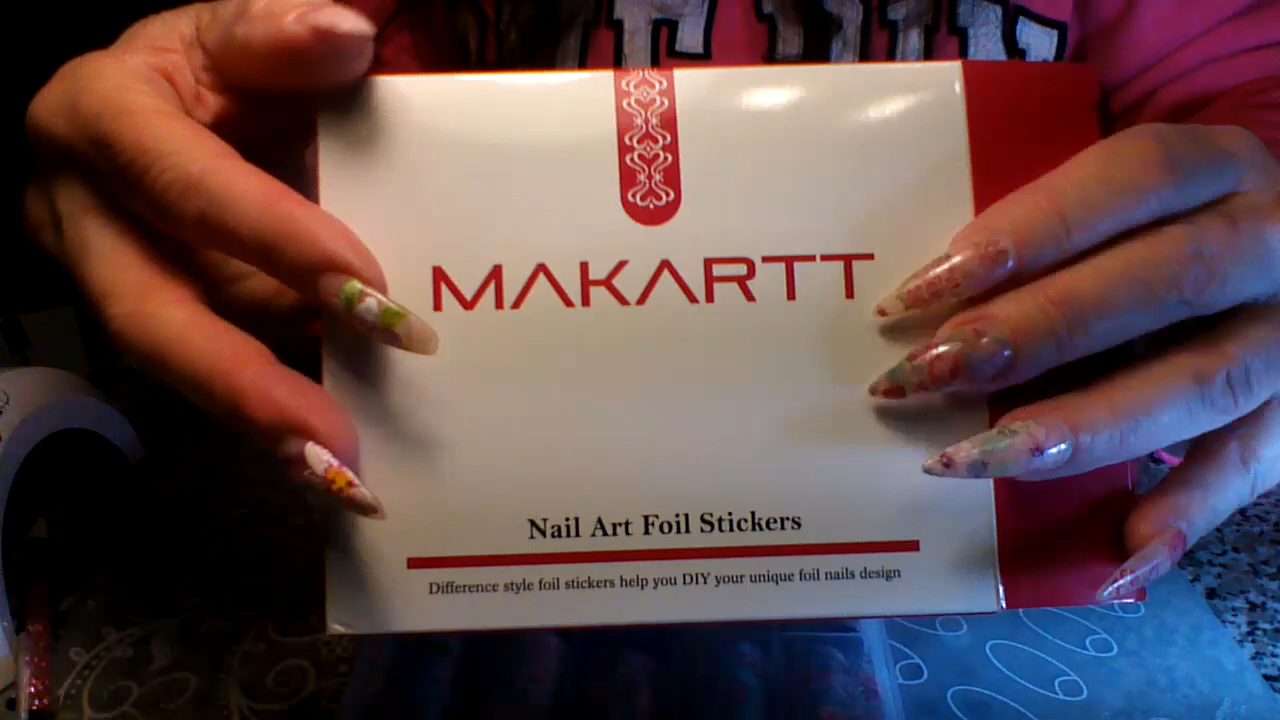 MAKARTT
Nail Art Foil Stickers
Difference style foil stickers help you DIY your unique foil nails design